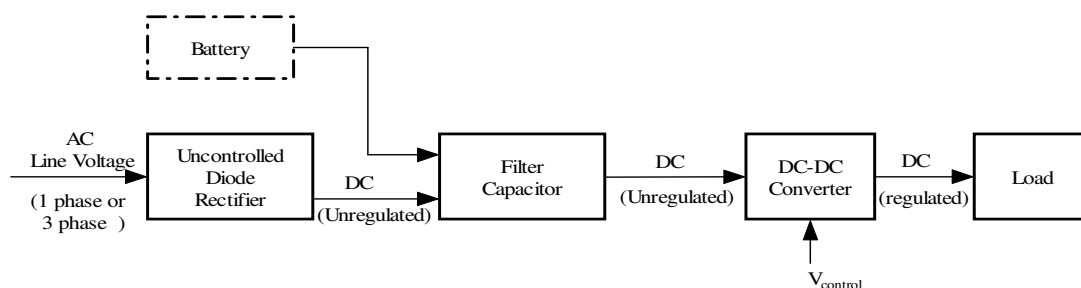 Battery
AC
Line Voltage
(1 phase or
3 phase )
Uncontrolled
Diode
Rectifier
DC
(Unregulated)
Filter
Capacitor
DC
(Unregulated)
DC-DC
Converter
DC
(regulated)
Load
Vcontrol